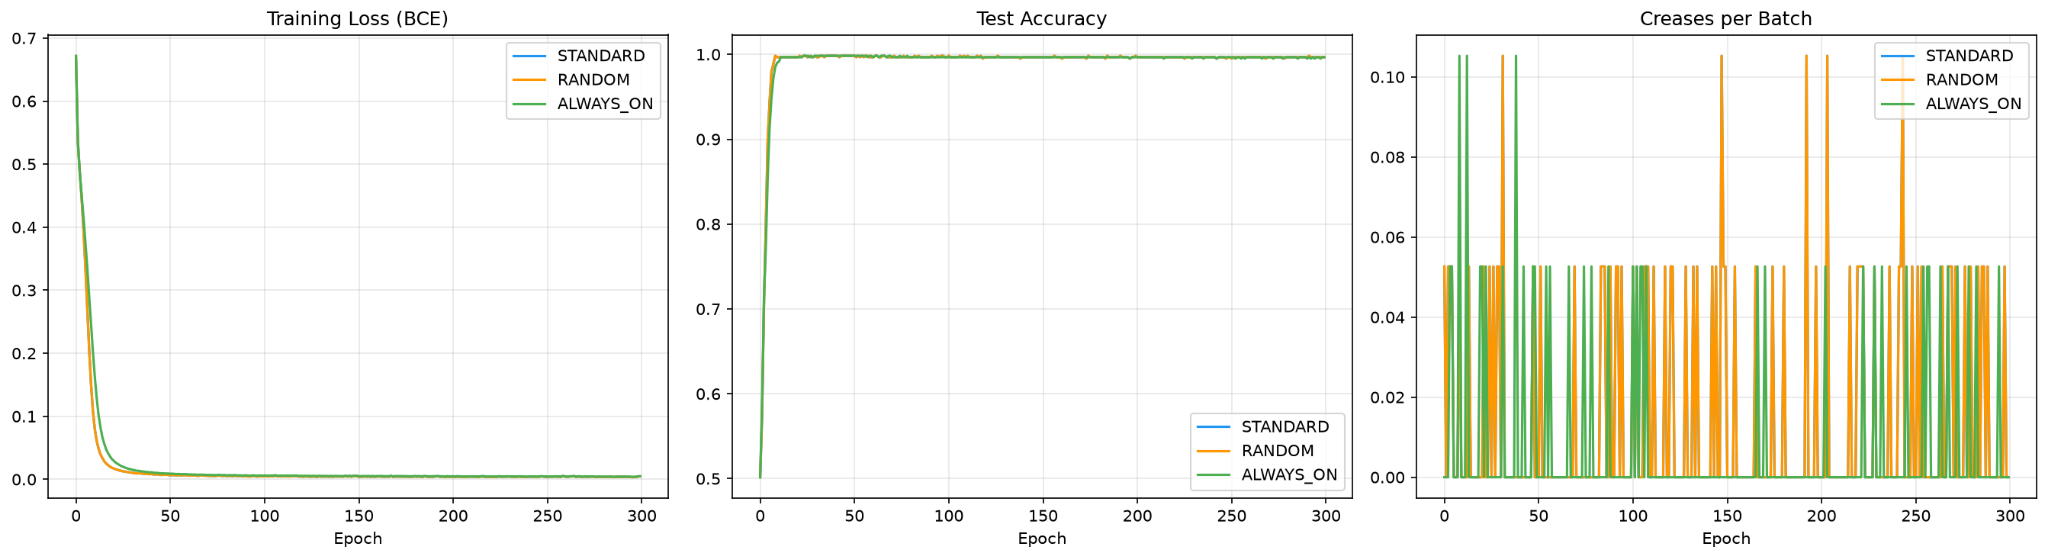 Training Loss (BCE)
0.7
0.6
0.5
0.4
0.3
0.2
0.1
0.0
0 50 100 150 200 250 300
Epoch
STANDARD
RANDOM
ALWAYS_ON
Test Accuracy
1.0
0.9
0.8
0.7
0.6
0.5
0 50 100 150 200 250 300
Epoch
STANDARD
RANDOM
ALWAYS_ON
Creases per Batch
0.10
0.08
0.06
0.04
0.02
0.00
0 50 100 150 200 250 300
Epoch
STANDARD
RANDOM
ALWAYS_ON